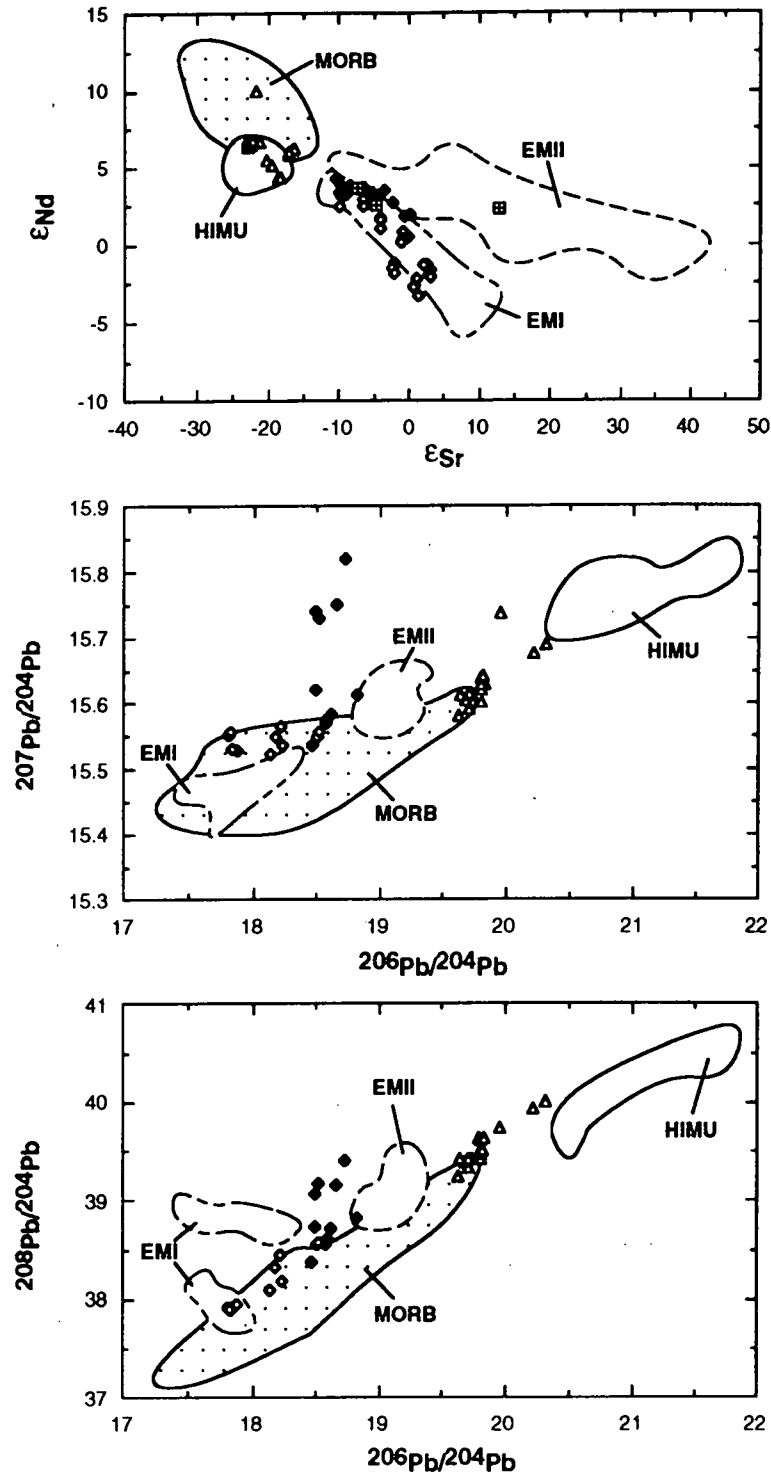 15
10
5
0
-5
-10
εNd
MORB
HIMU
EMII
EMI
-40 -30 -20 -10 0 10 20 30 40 50
εSr
15.9
15.8
15.7
15.6
15.5
15.4
15.3
207Pb/204Pb
EMII
HIMU
EMI
MORB
17 18 19 20 21 22
206Pb/204Pb
41
40
39
38
37
208Pb/204Pb
EMII
HIMU
EMI
MORB
17 18 19 20 21 22
206Pb/204Pb